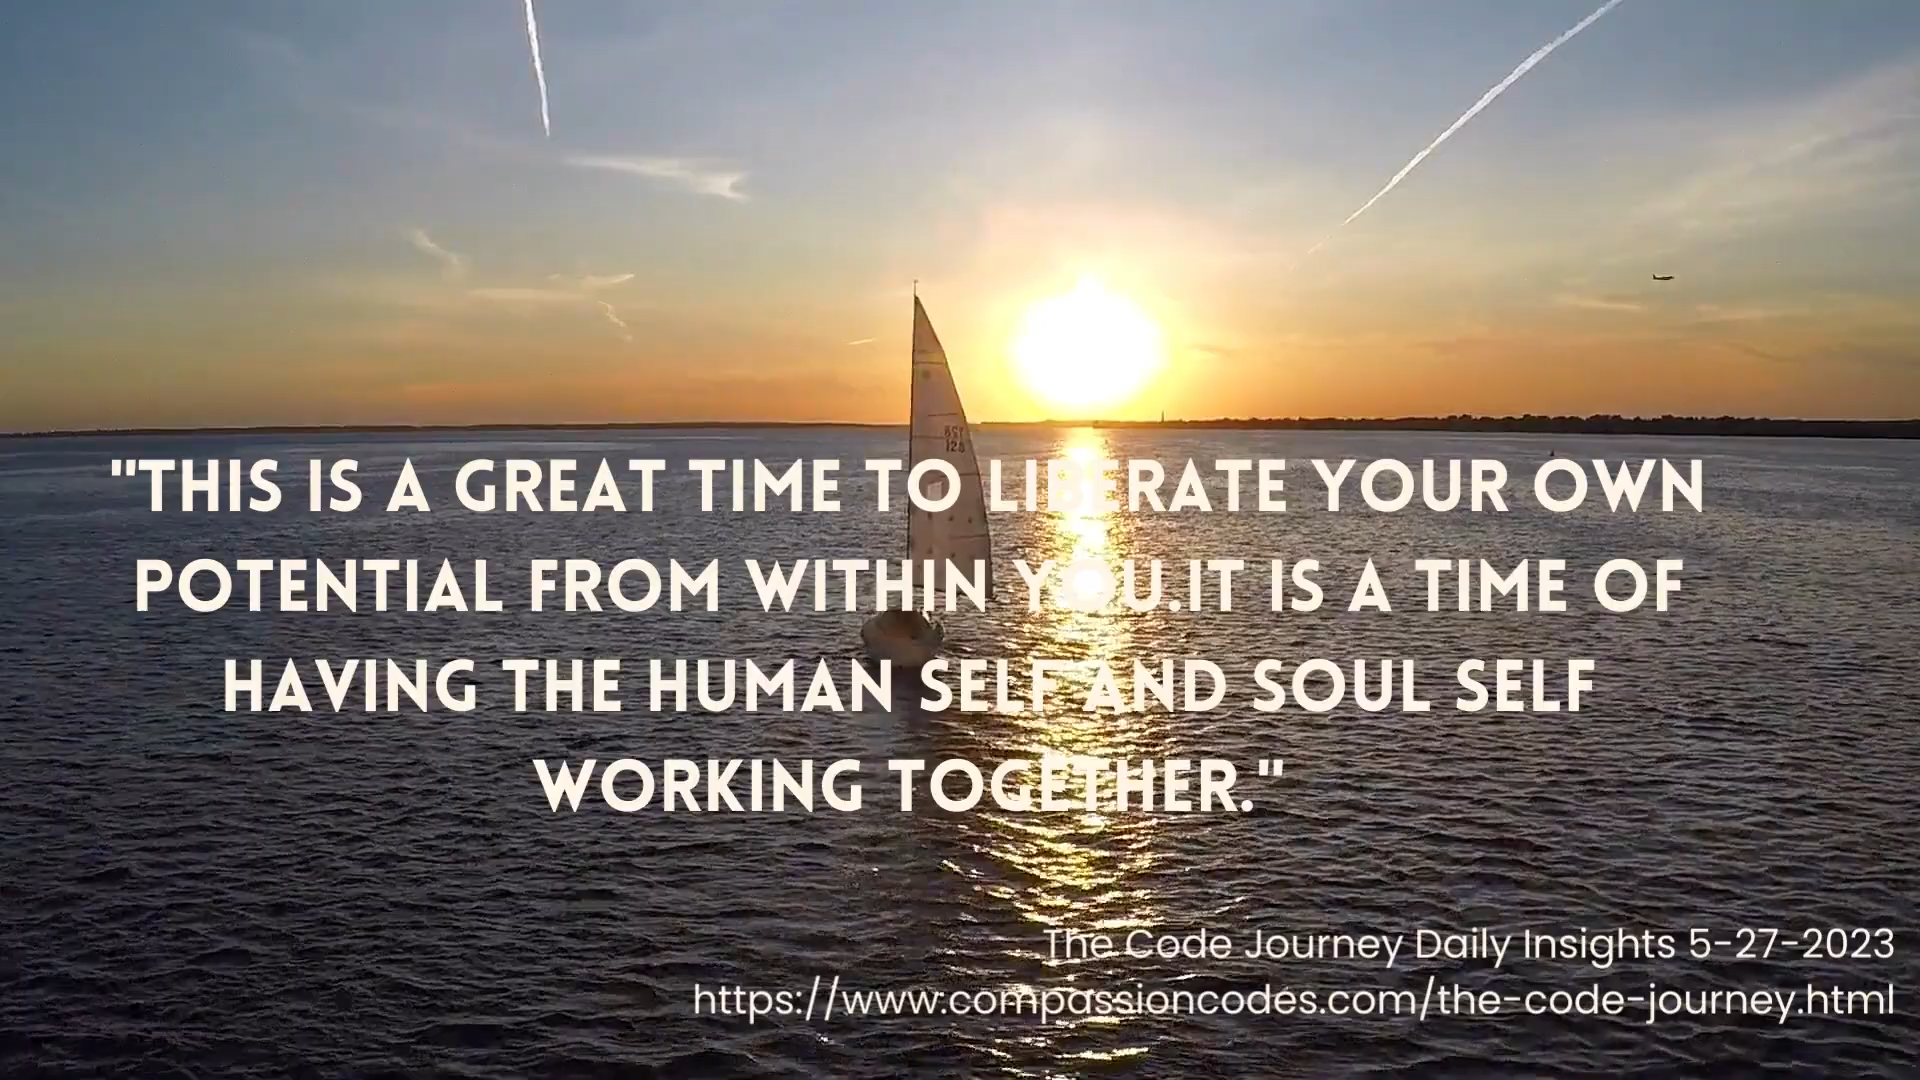 "THIS IS A GREAT TIME TO LIBERATE YOUR OWN
POTENTIAL FROM WITHIN YOU.IT IS A TIME OF
HAVING THE HUMAN SELF AND SOUL SELF
WORKING TOGETHER."
The Code Journey Daily Insights 5-27-2023
https://www.compassioncodes.com/the-code-journey.html